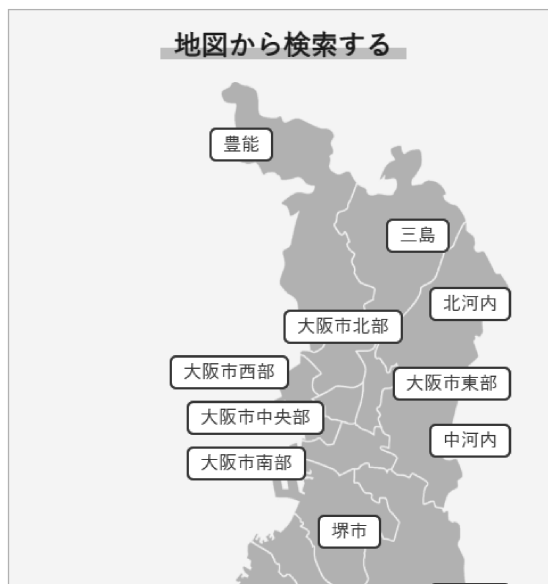 地図から検索する
豊能
三島
北河内
大阪市北部
大阪市西部
大阪市東部
大阪市中央部
中河内
大阪市南部
堺市